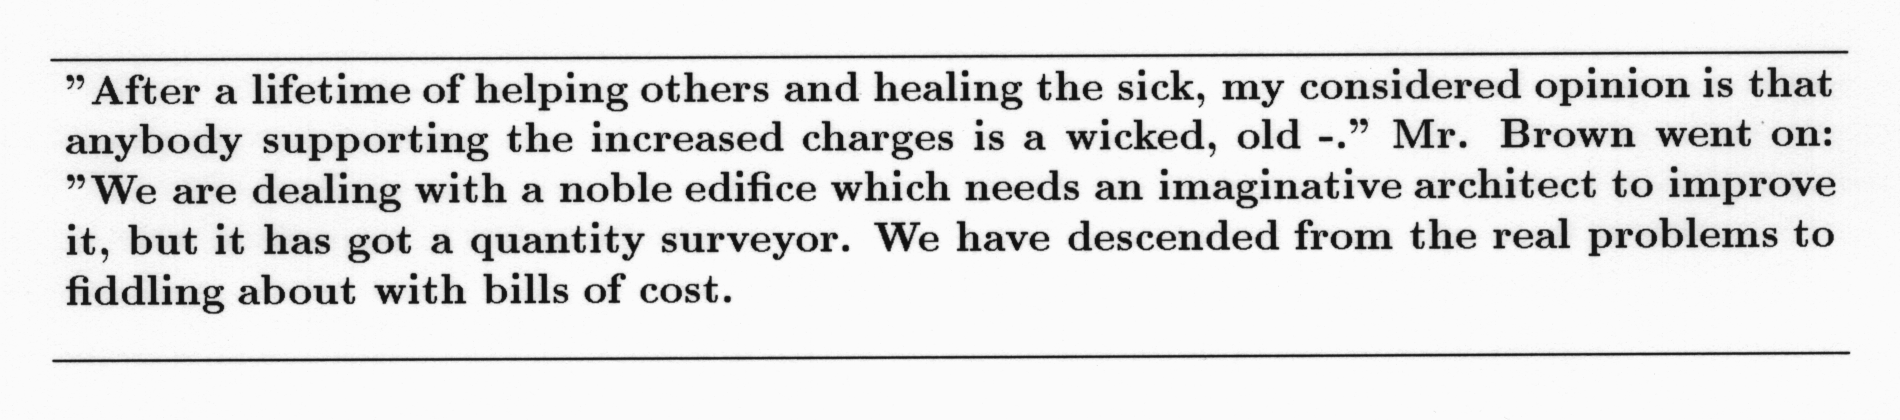 ”After a lifetime of helping others and healing the sick, my considered opinion is that
anybody supporting the increased charges is a wicked, old -.” Mr. Brown went on:
”We are dealing with a noble edifice which needs an imaginative architect to improve
it, but it has got a quantity surveyor. We have descended from the real problems to
fiddling about with bills of cost.